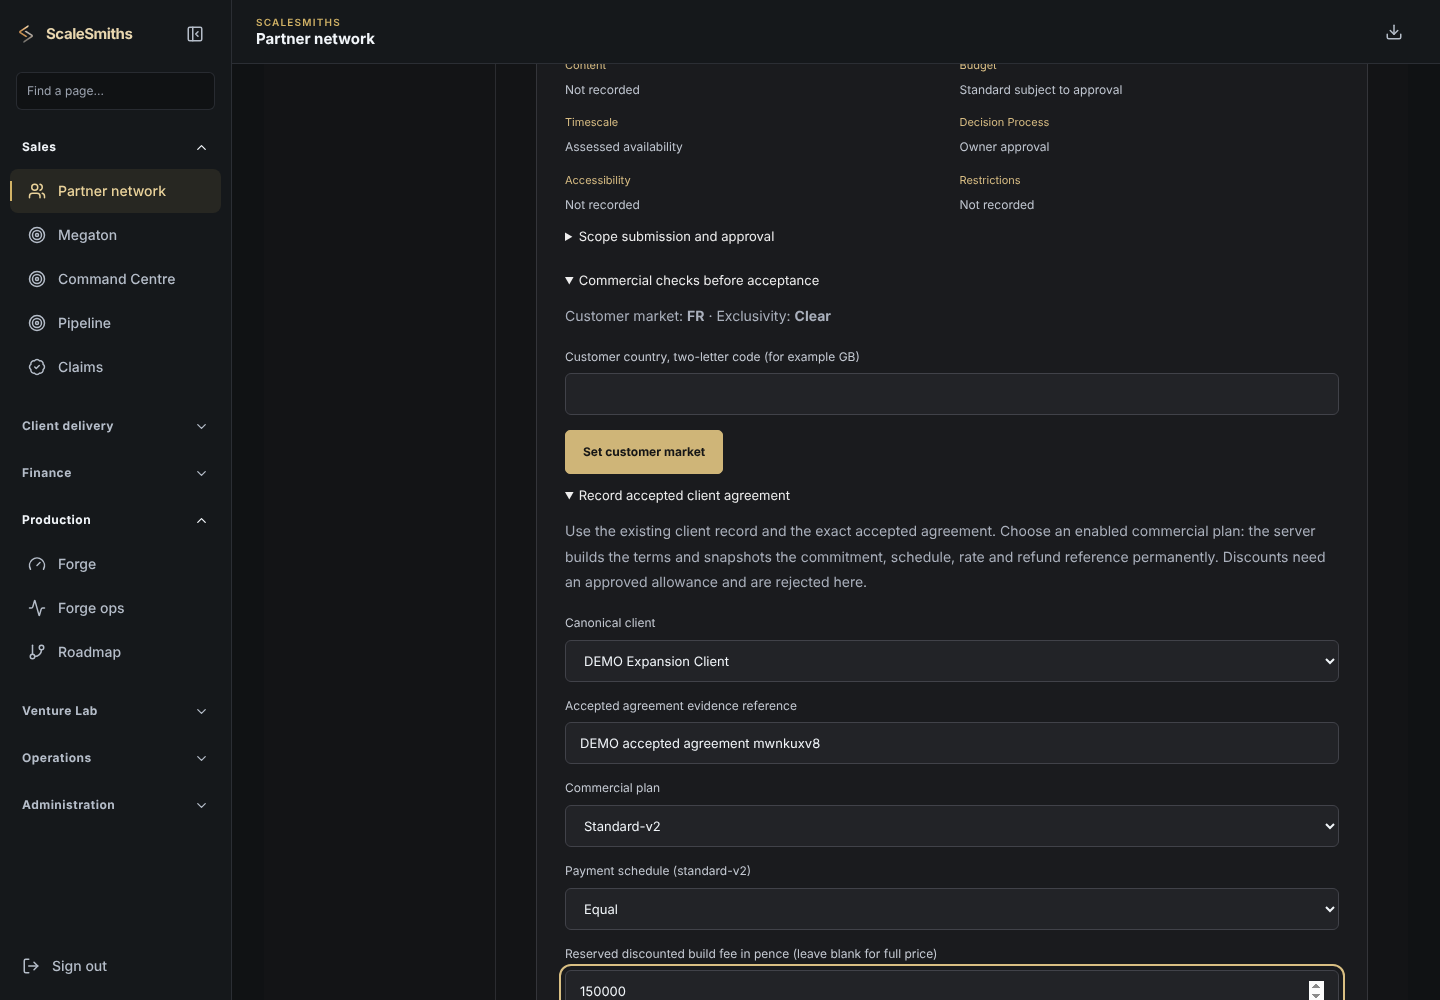 ScaleSmiths
SCALESMITHS
Partner network
Find a page...
Sales
Partner network
Megaton
Command Centre
Pipeline
Claims
Client delivery
Finance
Production
Forge
Forge ops
Roadmap
Venture Lab
Operations
Administration
Sign out
Content
Budget
Not recorded
Standard subject to approval
Timescale
Decision Process
Assessed availability
Owner approval
Accessibility
Restrictions
Not recorded
Not recorded
Scope submission and approval
Commercial checks before acceptance
Customer market: FR · Exclusivity: Clear
Customer country, two-letter code (for example GB)
Set customer market
Record accepted client agreement
Use the existing client record and the exact accepted agreement. Choose an enabled commercial plan: the server
builds the terms and snapshots the commitment, schedule, rate and refund reference permanently. Discounts need
an approved allowance and are rejected here.
Canonical client
DEMO Expansion Client
Accepted agreement evidence reference
DEMO accepted agreement mwnkuxv8
Commercial plan
Standard-v2
Payment schedule (standard-v2)
Equal
Reserved discounted build fee in pence (leave blank for full price)
150000